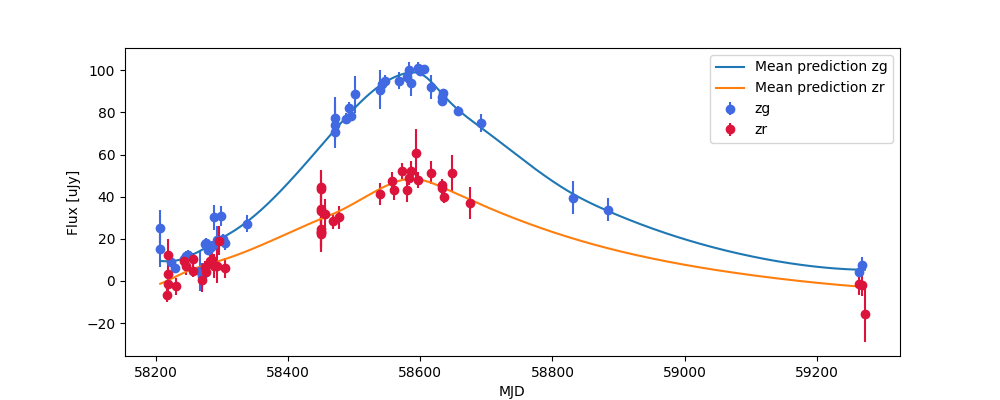 Mean prediction zg
Mean prediction zr
zg
zr
Flux [uJy]
100
80
60
40
20
0
−20
58200 58400 58600 58800 59000 59200
MJD